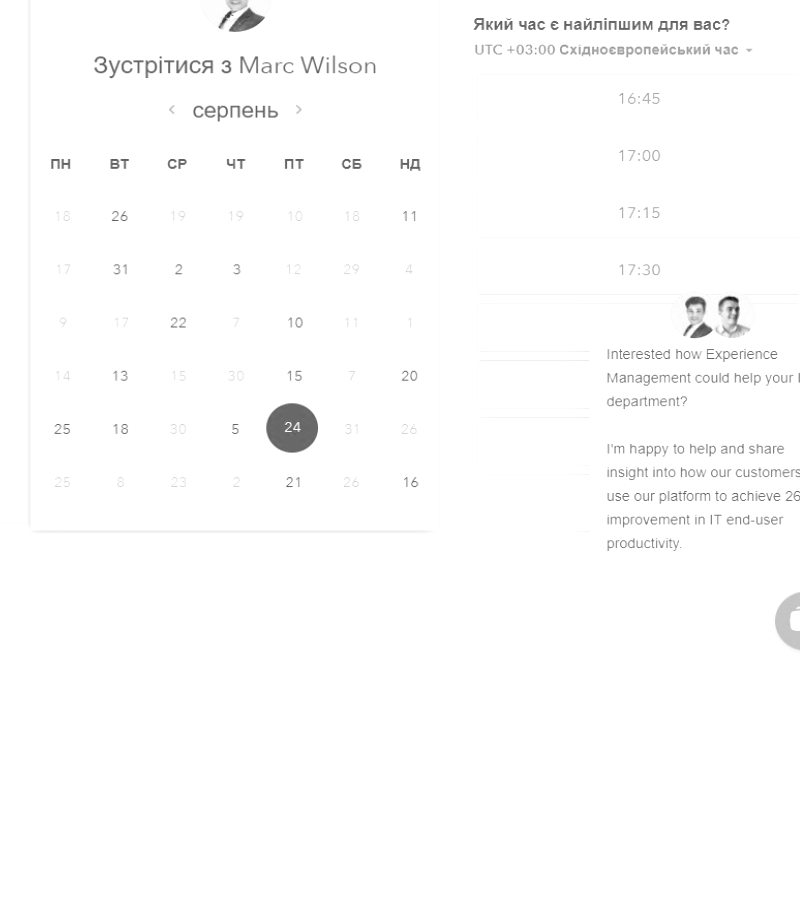 Зустрітися з Marc Wilson
серпень
ПН ВТ СР ЧТ ПТ СБ НД
18 26 19 19 10 18 11
17 31 2 3 12 29 4
9 17 22 7 10 11 1
14 13 15 30 15 7 20
25 18 30 5 24 31 26
25 8 23 2 21 26 16
Який час є найліпшим для вас?
UTC +03:00 Східноєвропейський час
16:45
17:00
17:15
17:30
Interested how Experience
Management could help your
department?
I'm happy to help and share
insight into how our customers
use our platform to achieve 26
improvement in IT end-user
productivity.